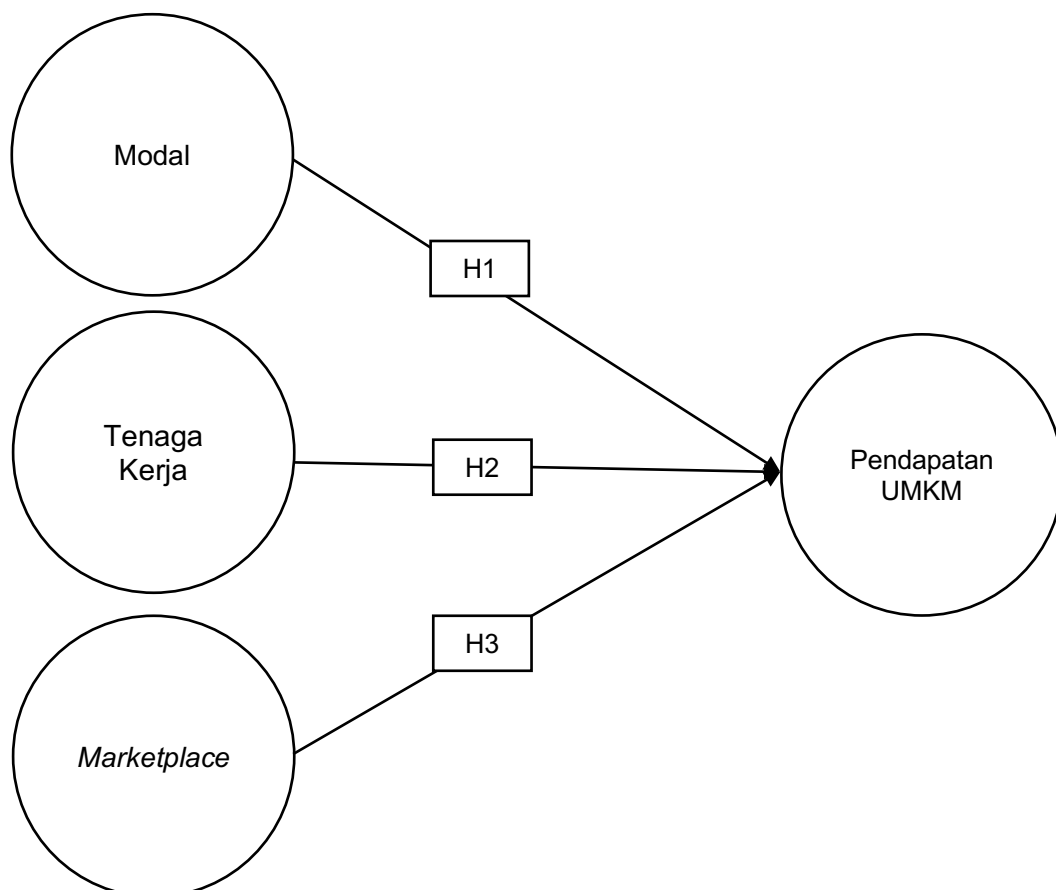 Modal
H1
Tenaga
Kerja
H2
Pendapatan
UMKM
H3
Marketplace